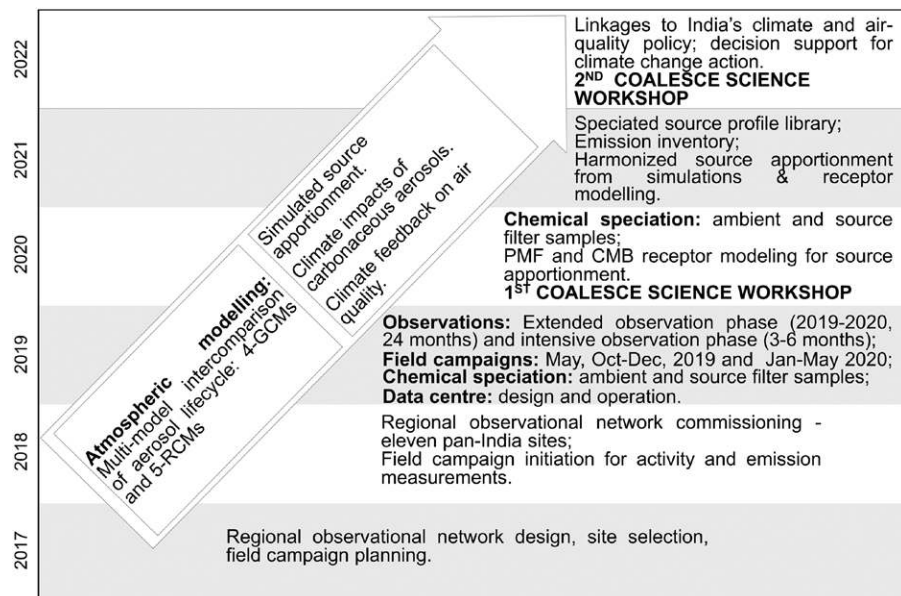 2022
Linkages to India's climate and air-
quality policy; decision support for
climate change action.
2ND COALESCE SCIENCE
WORKSHOP
2021
Speciated source profile library;
Emission inventory;
Harmonized source apportionment
from simulations & receptor
modelling.
2020
Chemical speciation: ambient and source
filter samples;
PMF and CMB receptor modeling for source
apportionment.
1ST COALESCE SCIENCE WORKSHOP
2019
Observations: Extended observation phase (2019-2020,
24 months) and intensive observation phase (3-6 months);
Field campaigns: May, Oct-Dec, 2019 and Jan-May 2020;
Chemical speciation: ambient and source filter samples;
Data centre: design and operation.
2018
Regional observational network commissioning -
eleven pan-India sites;
Field campaign initiation for activity and emission
measurements.
2017
Regional observational network design, site selection,
field campaign planning.
Atmospheric modelling:
Multi-model intercomparison
of aerosol lifecycle: 4-GCMs
and 5-RCMs
Simulated source
apportionment.
Climate impacts of
carbonaceous aerosols.
Climate feedback on air
quality.